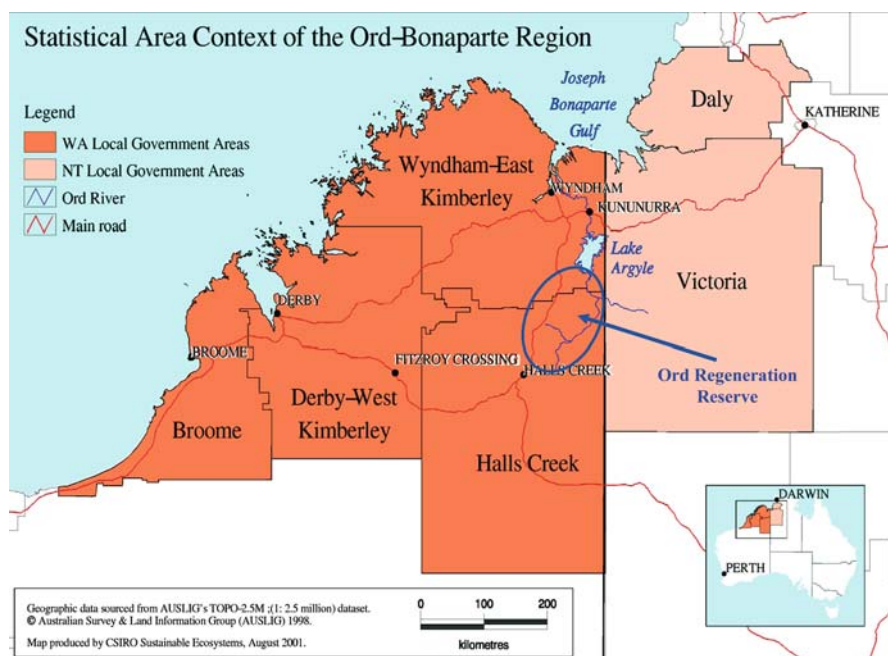 Statistical Area Context of the Ord-Bonaparte Region
Legend
WA Local Government Areas
NT Local Government Areas
Ord River
Main road
Joseph
Bonaparte
Gulf
Daly
KATHERINE
Wyndham-East
Kimberley
WYNDHAM
KUNUNURRA
Lake
Argyle
Victoria
DERBY
BROOME
FITZROY CROSSING
HALLS CREEK
Ord Regeneration
Reserve
Derby-West
Kimberley
Broome
Halls Creek
DARWIN
PERTH
Geographic data sourced from AUSLIG's TOPO-2.5M ;(1: 2.5 million) dataset.
© Australian Survey & Land Information Group (AUSLIG) 1998.
Map produced by CSIRO Sustainable Ecosystems, August 2001.
0 100 200
kilometres